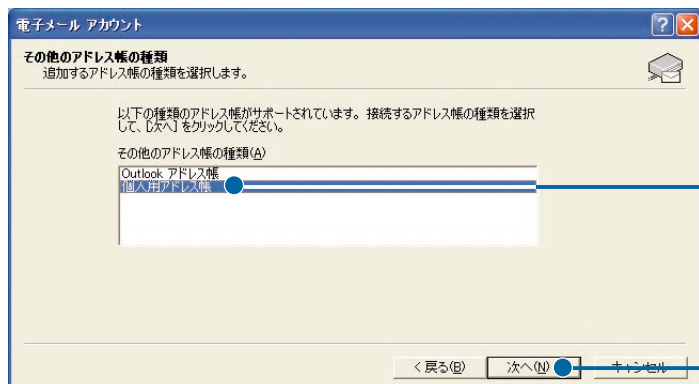 電子メール アカウント
その他のアドレス帳の種類
追加するアドレス帳の種類を選択します。
以下の種類のアドレス帳がサポートされています。接続するアドレス帳の種類を選択
して、[次へ] をクリックしてください。
その他のアドレス帳の種類(A)
Outlook アドレス帳
個人用アドレス帳
< 戻る(B) 次へ(N) キャンセル